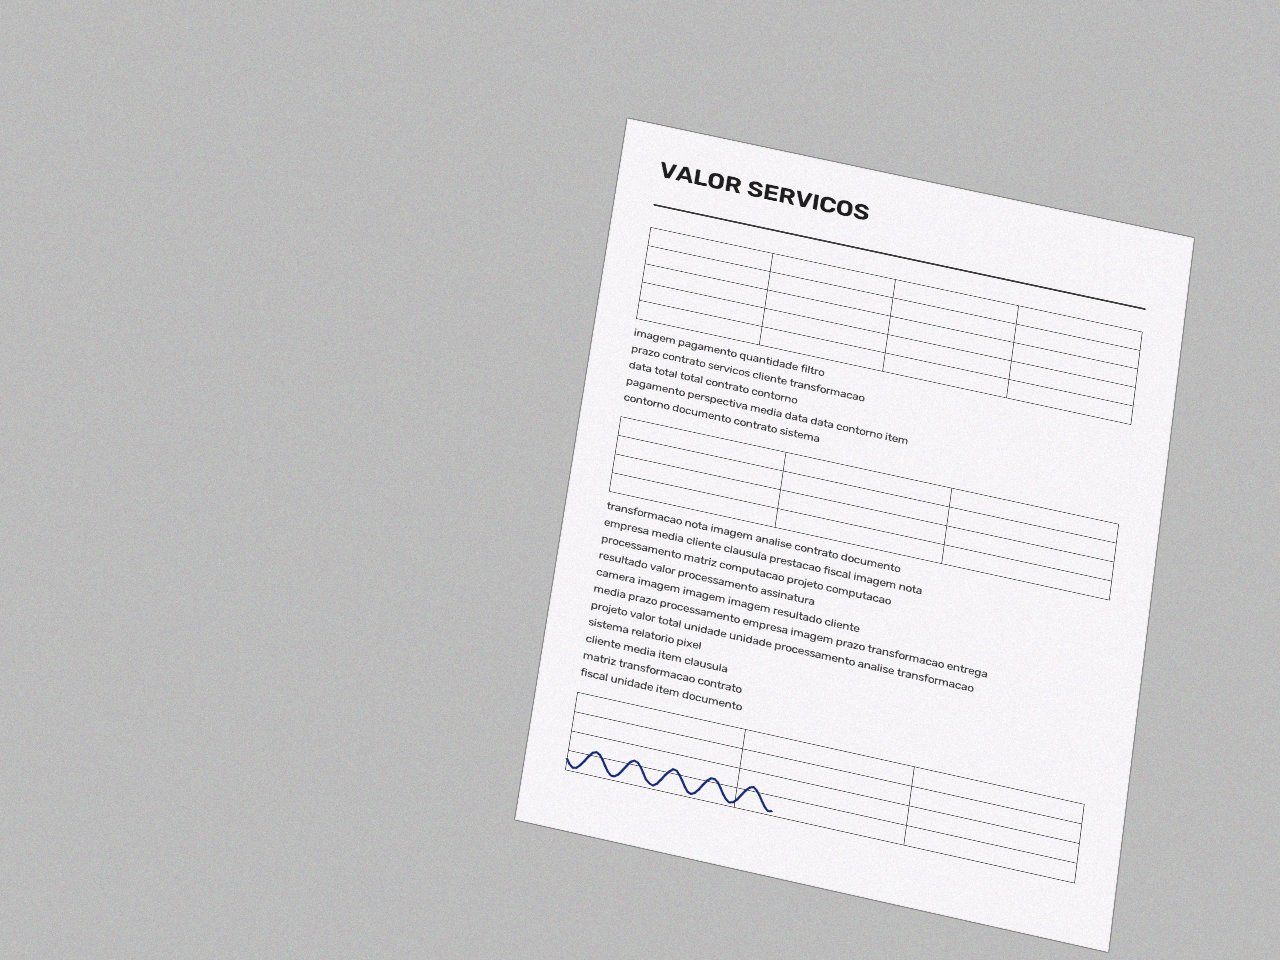 VALOR SERVICOS
imagem pagamento quantidade filtro
prazo contrato servicos cliente transformacao
data total total contrato contorno
pagamento perspectiva media data data contorno item
contorno documento contrato sistema
transformacao nota imagem analise contrato documento
empresa media cliente clausula prestacao fiscal imagem nota
processamento matriz computacao projeto computacao
resultado valor processamento assinatura
camera imagem imagem imagem resultado cliente
media prazo processamento empresa imagem prazo transformacao entrega
projeto valor total unidade unidade processamento analise transformacao
sistema relatorio pixel
cliente media item clausula
matriz transformacao contrato
fiscal unidade item documento